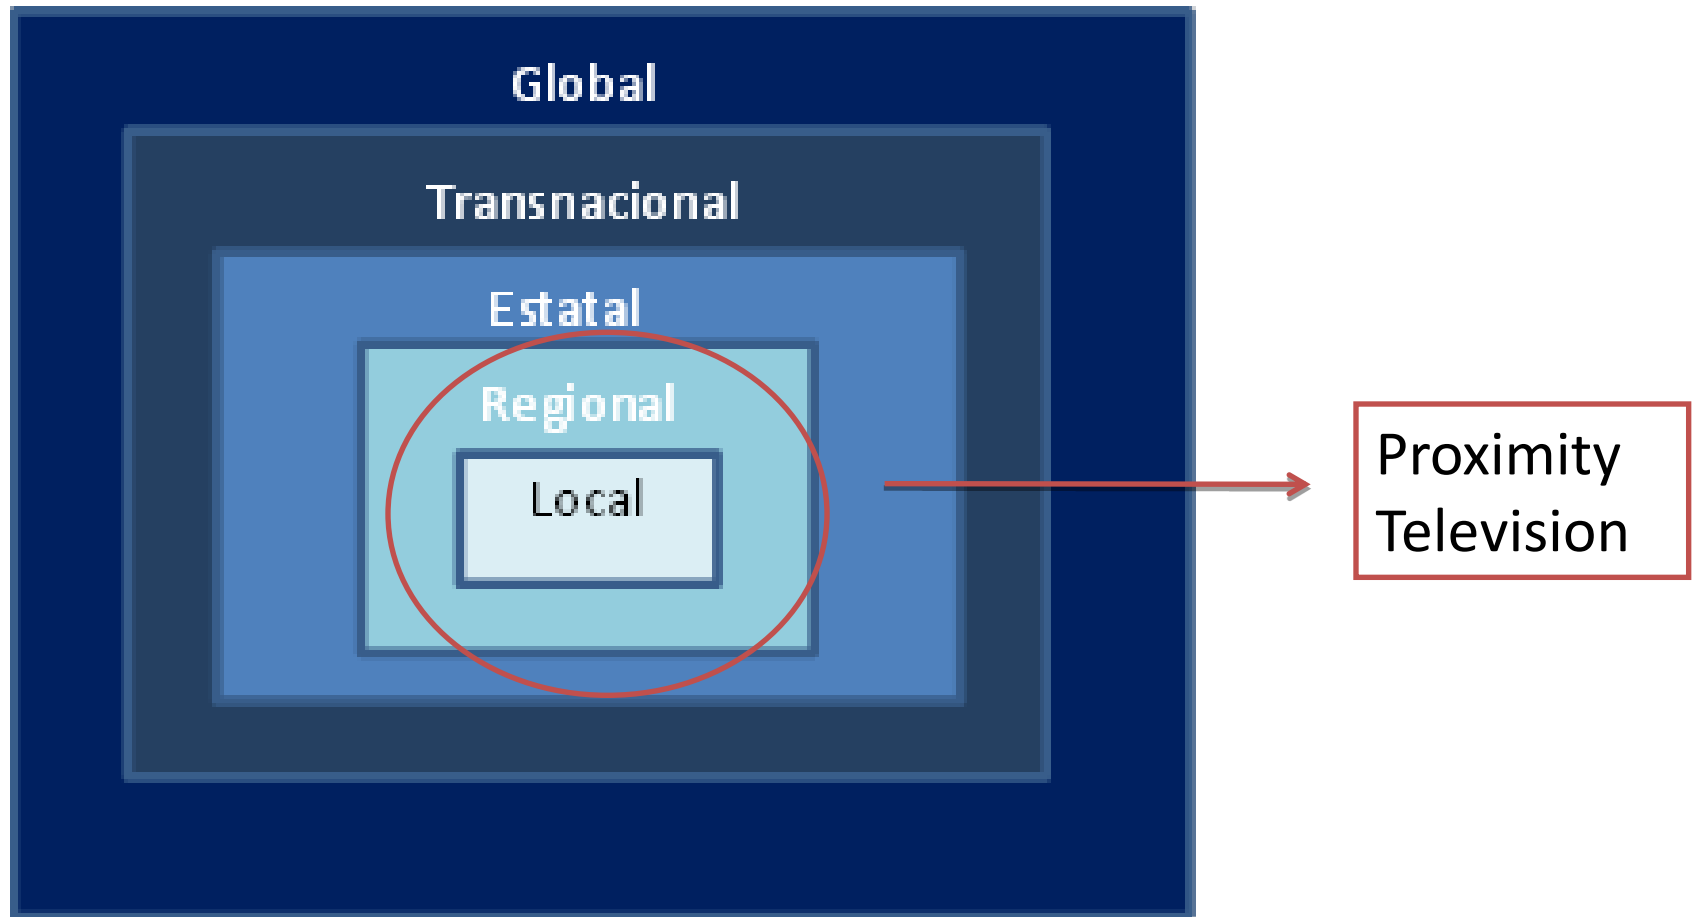 Global
Transnacional
Estatal
Regional
Local
Proximity
Television